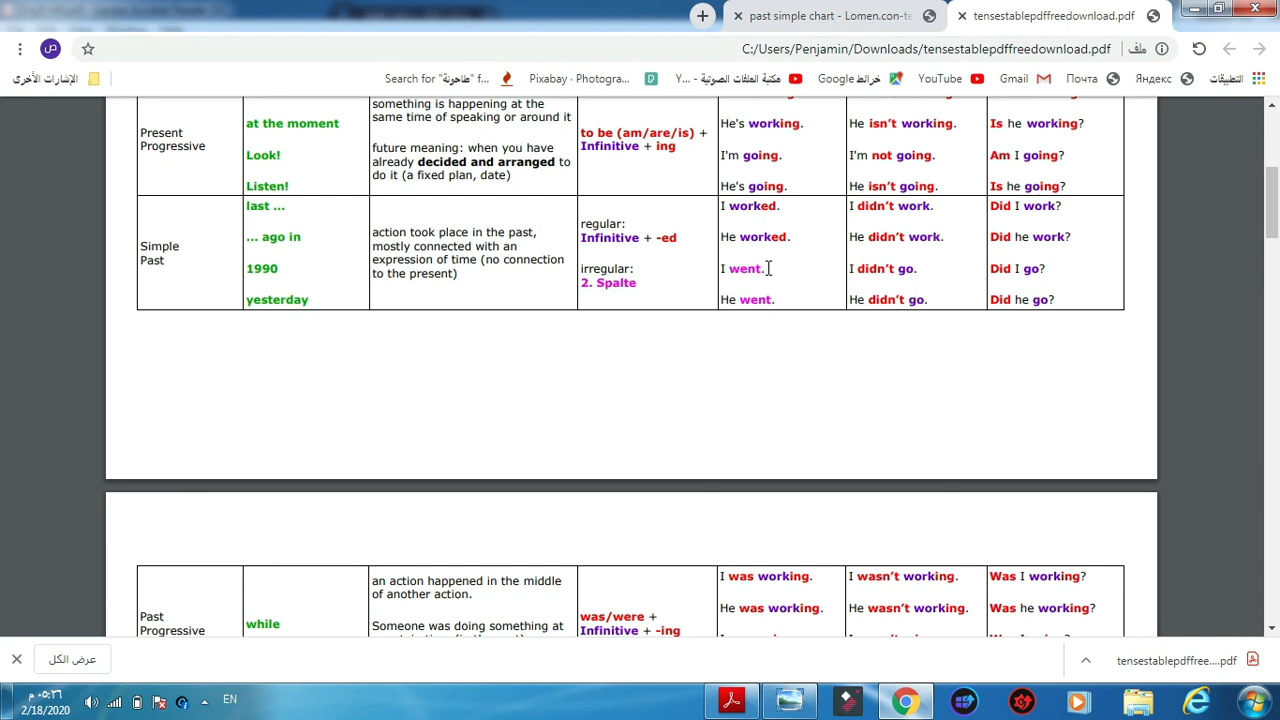 past simple chart - Lomen.con-te
tensestablepdffreedownload.pdf
C:/Users/Penjamin/Downloads/tensestablepdffreedownload.pdf
ملف
ص
التطبيقات
Яндекс
Почта
Gmail
YouTube
خرائط Google
مكتبة الملفات الصوتية - Y...
Pixabay - Photogra...
Search for "طاحونة" f...
الإشارات الأخرى
Present
Progressive
at the moment
Look!
Listen!
something is happening at the
same time of speaking or around it
future meaning: when you have
already decided and arranged to
do it (a fixed plan, date)
to be (am/are/is) +
Infinitive + ing
He's working.
I'm going.
He's going.
He isn't working.
I'm not going.
He isn't going.
Is he working?
Am I going?
Is he going?
Simple
Past
last ...
... ago in
1990
yesterday
action took place in the past,
mostly connected with an
expression of time (no connection
to the present)
regular:
Infinitive + -ed
irregular:
2. Spalte
I worked.
He worked.
I went.
He went.
I didn't work.
He didn't work.
I didn't go.
He didn't go.
Did I work?
Did he work?
Did I go?
Did he go?
Past
Progressive
while
an action happened in the middle
of another action.
Someone was doing something at
was/were +
Infinitive + -ing
I was working.
He was working.
I wasn't working.
He wasn't working.
Was I working?
Was he working?
عرض الكل
tensestablepdffree....pdf
EN
٠٥:٢٦ م
2/18/2020